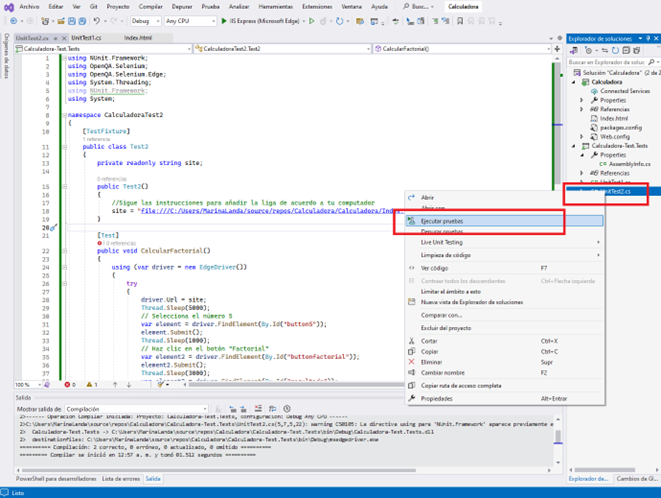 Archivo Editar Ver Git Proyecto Compilar Depurar Prueba Analizar Herramientas Extensiones Ventana Ayuda Busc... Calculadora
Debug Any CPU IIS Express (Microsoft Edge)
Orígenes de datos
UnitTest2.cs UnitTest1.cs Index.html
Calculadora-Test.Tests CalculadoraTest2.Test2 CalcularFactorial()
1 using NUnit.Framework;
2 using OpenQA.Selenium;
3 using OpenQA.Selenium.Edge;
4 using System.Threading;
5 using NUnit.Framework;
6 using System;
7
8 namespace CalculadoraTest2
9 {
10 [TestFixture]
1 referencia
11 public class Test2
12 {
13 private readonly string site;
14
0 referencias
15 public Test2()
16 {
17 //Sigue las instrucciones para añadir la liga de acuerdo a tu computador
18 site = "file:///C:/Users/MarinaLanda/source/repos/Calculadora/Calculadora/Index.
19 }
20
21 [Test]
0 referencias
22 public void CalcularFactorial()
23 {
24 using (var driver = new EdgeDriver())
25 {
26 try
27 {
28 driver.Url = site;
29 Thread.Sleep(5000);
30 // Selecciona el número 5
31 var element = driver.FindElement(By.Id("button5"));
32 element.Submit();
33 Thread.Sleep(1000);
34 // Haz clic en el botón "Factorial"
35 var element2 = driver.FindElement(By.Id("buttonFactorial"));
36 element2.Submit();
37 Thread.Sleep(3000);
100 % 0 1
Explorador de soluciones
Buscar en Explorador de soluc
Solución "Calculadora" (2 de 2
Calculadora
Connected Services
Properties
Referencias
Index.html
packages.config
Web.config
Calculadora-Test.Tests
Properties
AssemblyInfo.cs
Referencias
UnitTest1.cs
UnitTest2.cs
Abrir
Abrir con...
Ejecutar pruebas
Depurar pruebas
Live Unit Testing
Limpieza de código
Ver código F7
Contraer todos los descendientes Ctrl+Flecha izquierda
Limitar el ámbito a esto
Nueva vista de Explorador de soluciones
Comparar con...
Excluir del proyecto
Cortar Ctrl+X
Copiar Ctrl+C
Eliminar Supr
Cambiar nombre F2
Copiar ruta de acceso completa
Propiedades Alt+Entrar
Salida
Mostrar salida de: Compilación
2>------ Operación Compilar iniciada: Proyecto: Calculadora-Test.Tests, configuración: Debug Any CPU ------
2>C:\Users\MarinaLanda\source\repos\Calculadora\Calculadora-Test.Tests\UnitTest2.cs(5,7,5,22): warning CS0105: La directiva using para 'NUnit.Framework' aparece previamente e
2> Calculadora-Test.Tests -> C:\Users\MarinaLanda\source\repos\Calculadora\Calculadora-Test.Tests\bin\Debug\Calculadora-Test.Tests.dll
2> destinationfiles: C:\Users\MarinaLanda\source\repos\Calculadora\Calculadora-Test.Tests\bin\Debug\msedgedriver.exe
========== Compilación: 2 correcto, 0 erróneo, 0 actualizado, 0 omitido ==========
========== Compilar se inició en 12:57 a. m. y tomó 01.512 segundos ==========
PowerShell para desarrolladores Lista de errores Salida
Explorador de... Cambios de GI...
Listo